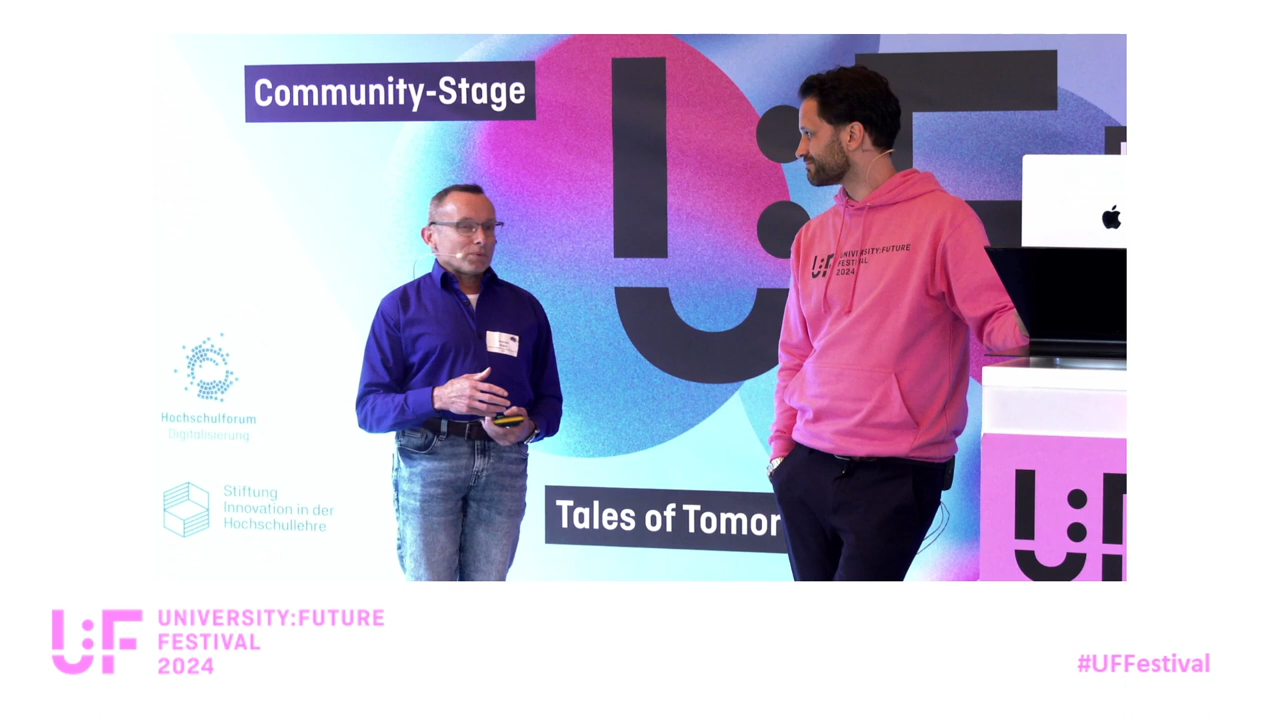 Community-Stage
UNIVERSITY:FUTURE
FESTIVAL
2024
Hochschulforum
Digitalisierung
Stiftung
Innovation in der
Hochschullehre
Tales of Tomor
UNIVERSITY:FUTURE
FESTIVAL
2024
#UFFestival